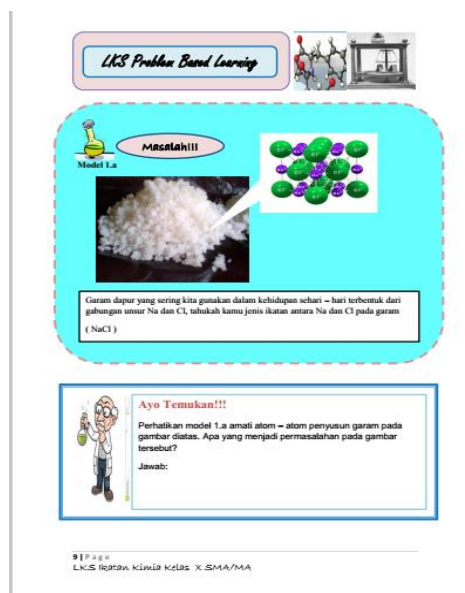 LKS Problem Based Learning
Masalah!!!
Model 1.a
Garam dapur yang sering kita gunakan dalam kehidupan sehari – hari terbentuk dari
gabungan unsur Na dan Cl, tahukah kamu jenis ikatan antara Na dan Cl pada garam
( NaCl )
Ayo Temukan!!!
Perhatikan model 1.a amati atom – atom penyusun garam pada
gambar diatas. Apa yang menjadi permasalahan pada gambar
tersebut?
Jawab:
9 | Page
LKS Ikatan Kimia Kelas X SMA/MA